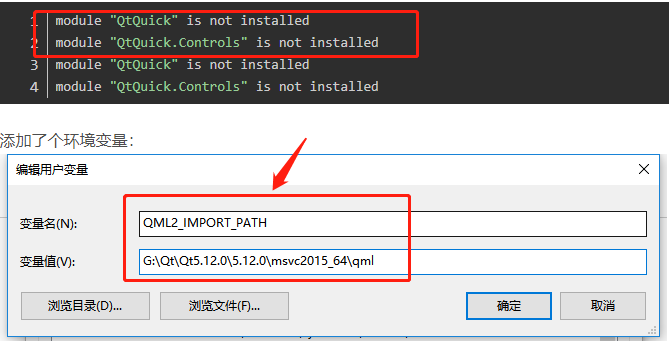 1 module "QtQuick" is not installed
2 module "QtQuick.Controls" is not installed
3 module "QtQuick" is not installed
4 module "QtQuick.Controls" is not installed
添加了个环境变量：
编辑用户变量
变量名(N):
QML2_IMPORT_PATH
变量值(V):
G:\Qt\Qt5.12.0\5.12.0\msvc2015_64\qml
浏览目录(D)...
浏览文件(F)...
确定
取消